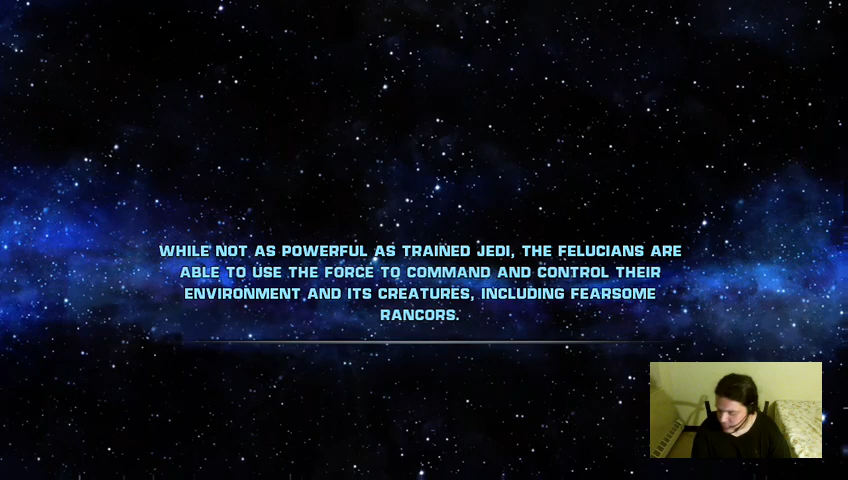 WHILE NOT AS POWERFUL AS TRAINED JEDI, THE FELUCIANS ARE
ABLE TO USE THE FORCE TO COMMAND AND CONTROL THEIR
ENVIRONMENT AND ITS CREATURES, INCLUDING FEARSOME
RANCORS.